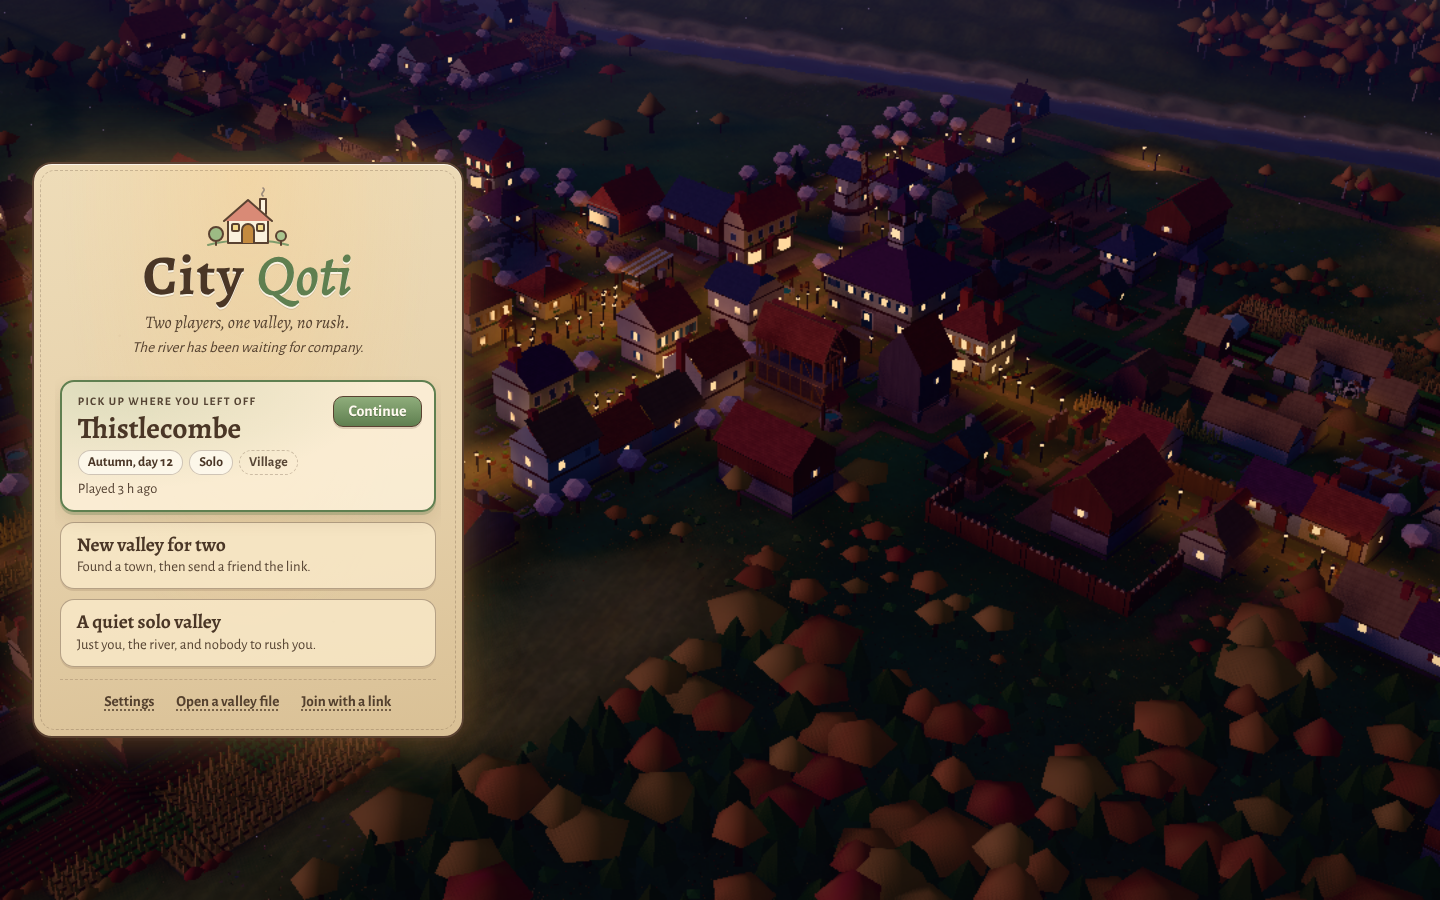 City Qoti
Two players, one valley, no rush.
The river has been waiting for company.
PICK UP WHERE YOU LEFT OFF
Thistlecombe
Continue
Autumn, day 12
Solo
Village
Played 3 h ago
New valley for two
Found a town, then send a friend the link.
A quiet solo valley
Just you, the river, and nobody to rush you.
Settings
Open a valley file
Join with a link